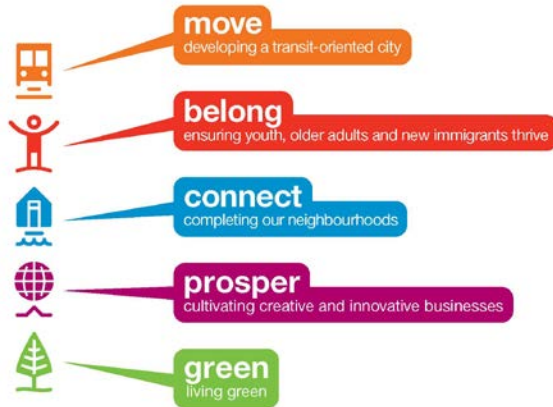 move
developing a transit-oriented city
belong
ensuring youth, older adults and new immigrants thrive
connect
completing our neighbourhoods
prosper
cultivating creative and innovative businesses
green
living green